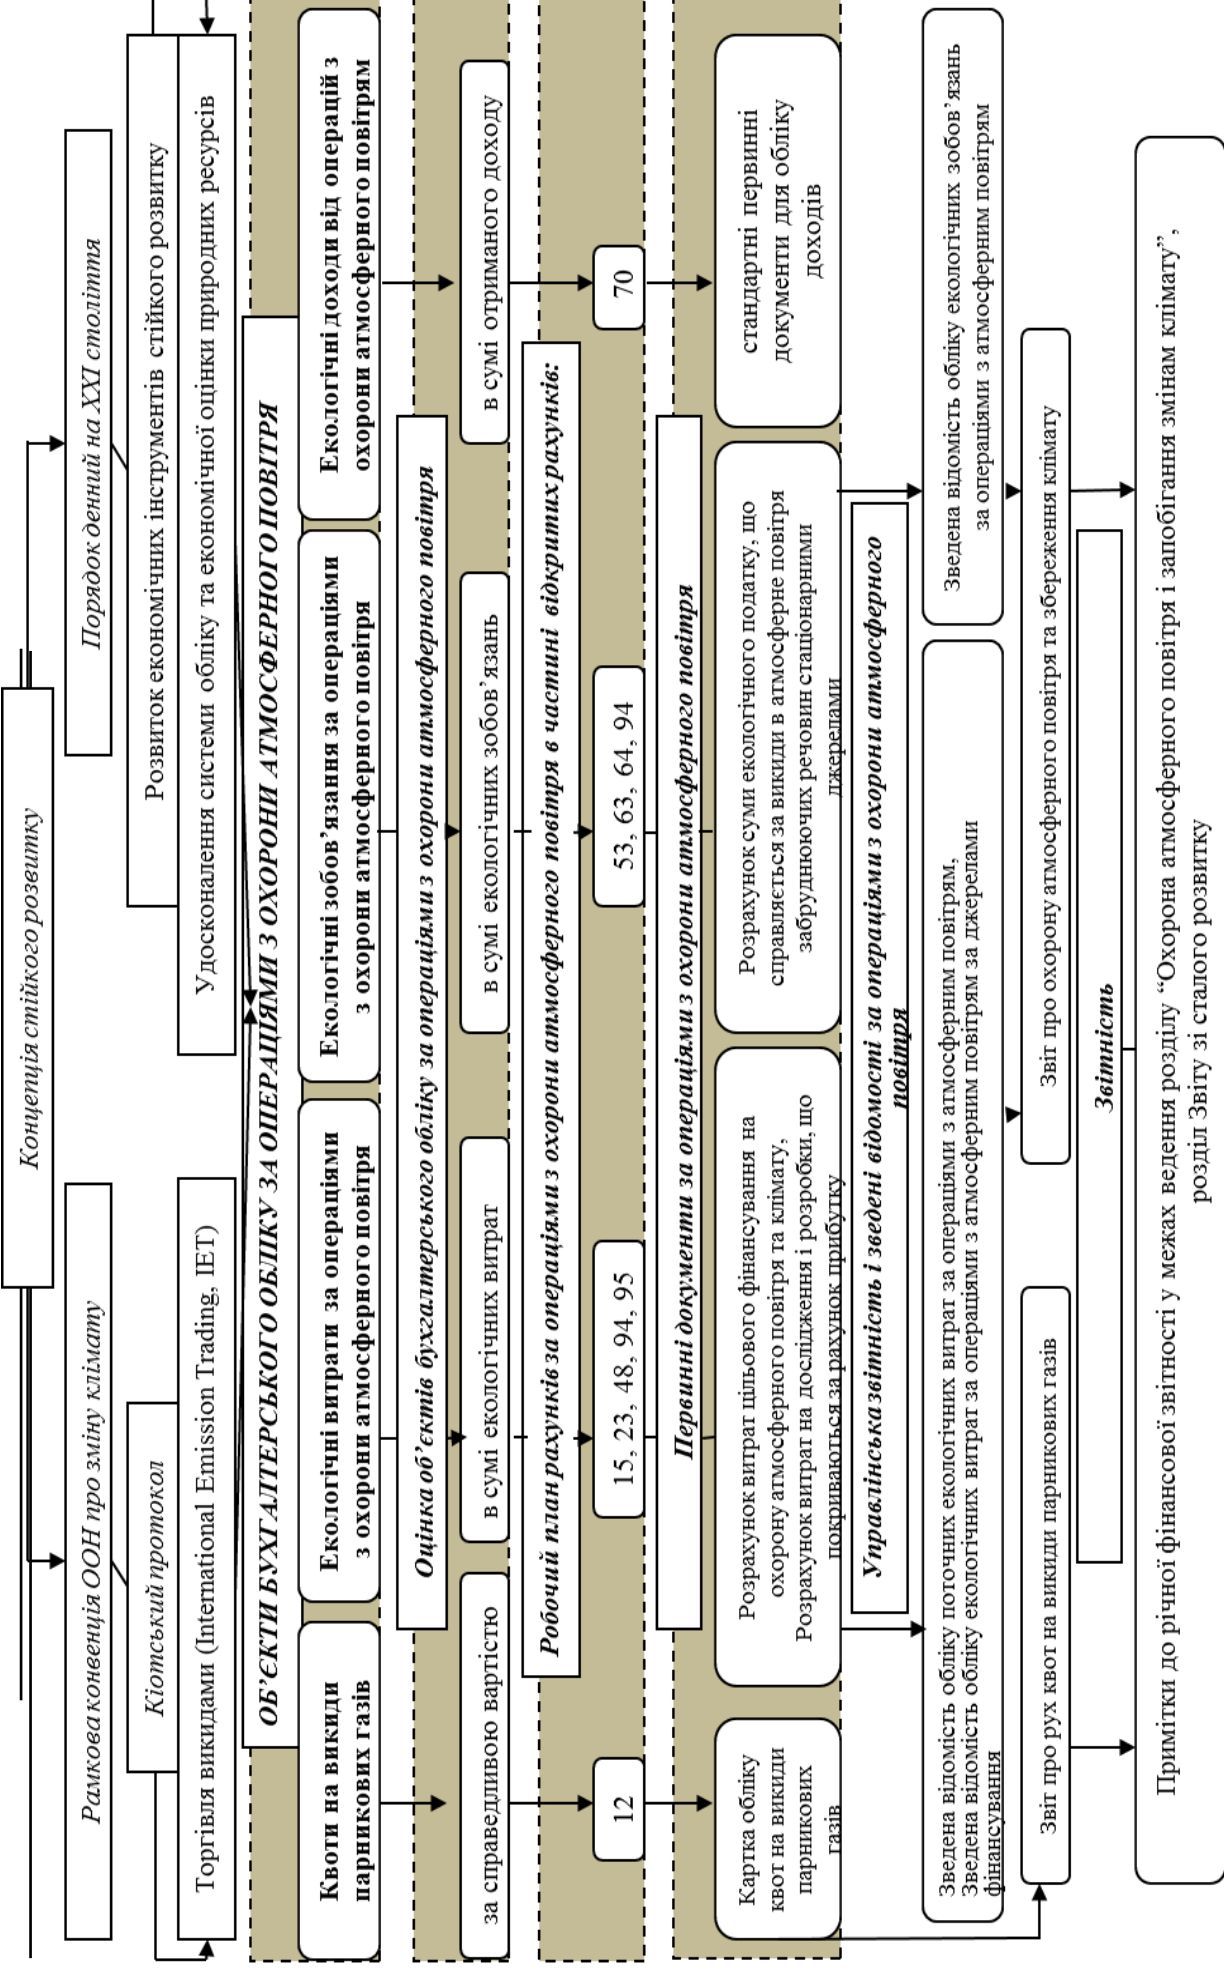 Концепція стійкого розвитку
Рамкова конвенція ООН про зміну клімату
Порядок денний на XXI століття
Кіотський протокол
Розвиток економічних інструментів стійкого розвитку
Торгівля викидами (International Emission Trading, IET)
Удосконалення системи обліку та економічної оцінки природних ресурсів
ОБ’ЄКТИ БУХГАЛТЕРСЬКОГО ОБЛІКУ ЗА ОПЕРАЦІЯМИ З ОХОРОНИ АТМОСФЕРНОГО ПОВІТРЯ
Квоти на викиди
парникових газів
Екологічні витрати за операціями
з охорони атмосферного повітря
Екологічні зобов’язання за операціями
з охорони атмосферного повітря
Екологічні доходи від операцій з
охорони атмосферного повітрям
Оцінка об’єктів бухгалтерського обліку за операціями з охорони атмосферного повітря
за справедливою вартістю
в сумі екологічних витрат
в сумі екологічних зобов’язань
в сумі отриманого доходу
Робочий план рахунків за операціями з охорони атмосферного повітря в частині відкритих рахунків:
12
15, 23, 48, 94, 95
53, 63, 64, 94
70
Первинні документи за операціями з охорони атмосферного повітря
Картка обліку
квот на викиди
парникових
газів
Розрахунок витрат цільового фінансування на
охорону атмосферного повітря та клімату,
Розрахунок витрат на дослідження і розробки, що
покриваються за рахунок прибутку
Розрахунок суми екологічного податку, що
справляється за викиди в атмосферне повітря
забруднюючих речовин стаціонарними
джерелами
стандартні первинні
документи для обліку
доходів
Управлінська звітність і зведені відомості за операціями з охорони атмосферного
повітря
Зведена відомість обліку поточних екологічних витрат за операціями з атмосферним повітрям,
Зведена відомість обліку екологічних витрат за операціями з атмосферним повітрям за джерелами
фінансування
Зведена відомість обліку екологічних зобов’язань
за операціями з атмосферним повітрям
Звіт про рух квот на викиди парникових газів
Звіт про охорону атмосферного повітря та збереження клімату
Звітність
Примітки до річної фінансової звітності у межах ведення розділу “Охорона атмосферного повітря і запобігання змінам клімату”,
розділ Звіту зі сталого розвитку